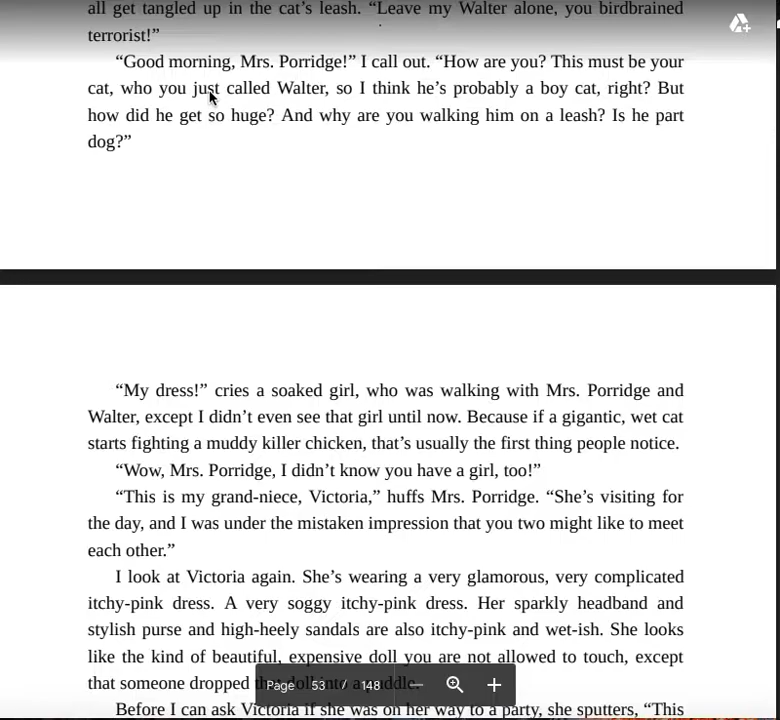 all get tangled up in the cat’s leash. “Leave my Walter alone, you birdbrained
terrorist!”
“Good morning, Mrs. Porridge!” I call out. “How are you? This must be your
cat, who you just called Walter, so I think he’s probably a boy cat, right? But
how did he get so huge? And why are you walking him on a leash? Is he part
dog?”
“My dress!” cries a soaked girl, who was walking with Mrs. Porridge and
Walter, except I didn’t even see that girl until now. Because if a gigantic, wet cat
starts fighting a muddy killer chicken, that’s usually the first thing people notice.
“Wow, Mrs. Porridge, I didn’t know you have a girl, too!”
“This is my grand-niece, Victoria,” huffs Mrs. Porridge. “She’s visiting for
the day, and I was under the mistaken impression that you two might like to meet
each other.”
I look at Victoria again. She’s wearing a very glamorous, very complicated
itchy-pink dress. A very soggy itchy-pink dress. Her sparkly headband and
stylish purse and high-heely sandals are also itchy-pink and wet-ish. She looks
like the kind of beautiful, expensive doll you are not allowed to touch, except
that someone dropped that doll into a puddle.
Page 53 / 148
Before I can ask Victoria if she was on her way to a party, she sputters, “This